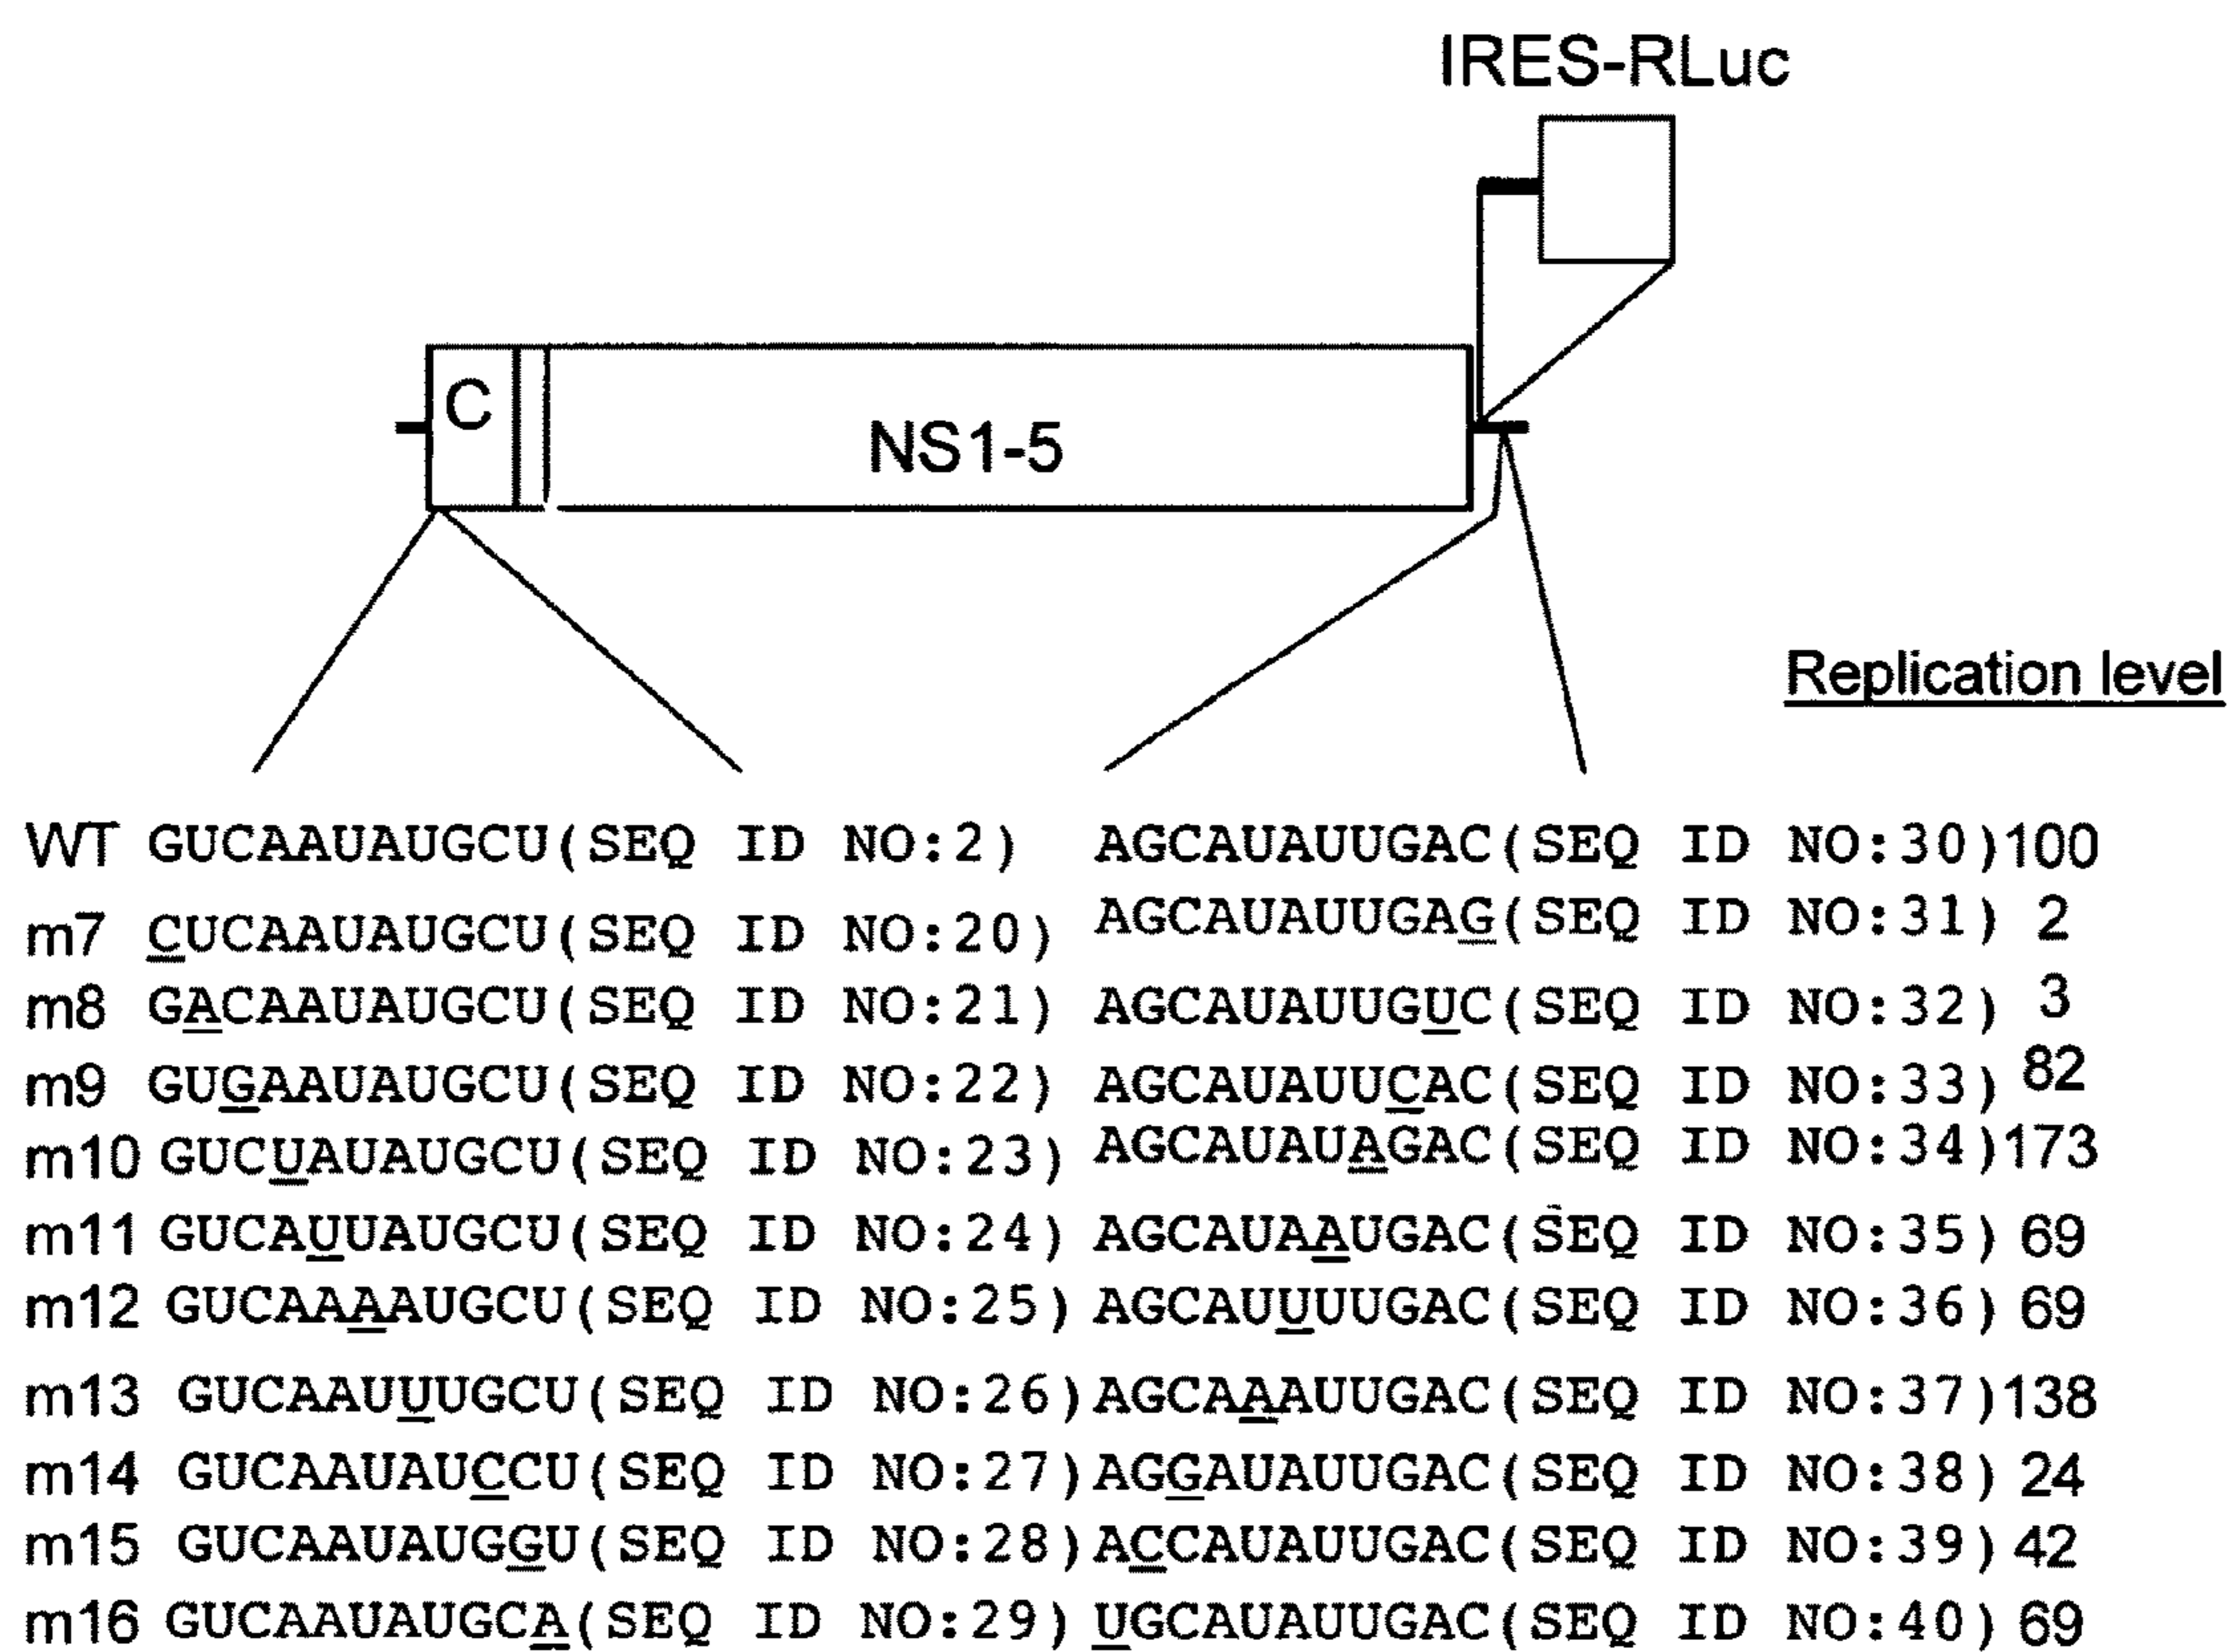 IRES-RLuc
C
NS1-5
Replication level
WT GUCAAUAUGCU(SEQ ID NO:2) AGCAUAUUGAC(SEQ ID NO:30)100
m7 CUCAAUAUGCU(SEQ ID NO:20) AGCAUAUUGAG(SEQ ID NO:31) 2
m8 GACAAUAUGCU(SEQ ID NO:21) AGCAUAUUGUC(SEQ ID NO:32) 3
m9 GUGAAUAUGCU(SEQ ID NO:22) AGCAUAUUCAC(SEQ ID NO:33) 82
m10 GUCUAUAUGCU(SEQ ID NO:23) AGCAUAUAGAC(SEQ ID NO:34)173
m11 GUCAUUAUGCU(SEQ ID NO:24) AGCAUAAUGAC(SEQ ID NO:35) 69
m12 GUCAAAAUGCU(SEQ ID NO:25) AGCAUUUUGAC(SEQ ID NO:36) 69
m13 GUCAAUUUGCU(SEQ ID NO:26)AGCAAAUUGAC(SEQ ID NO:37)138
m14 GUCAAUAUCCU(SEQ ID NO:27)AGGAUAUUGAC(SEQ ID NO:38) 24
m15 GUCAAUAUGGU(SEQ ID NO:28)ACCAUAUUGAC(SEQ ID NO:39) 42
m16 GUCAAUAUGCA(SEQ ID NO:29) UGCAUAUUGAC(SEQ ID NO:40) 69